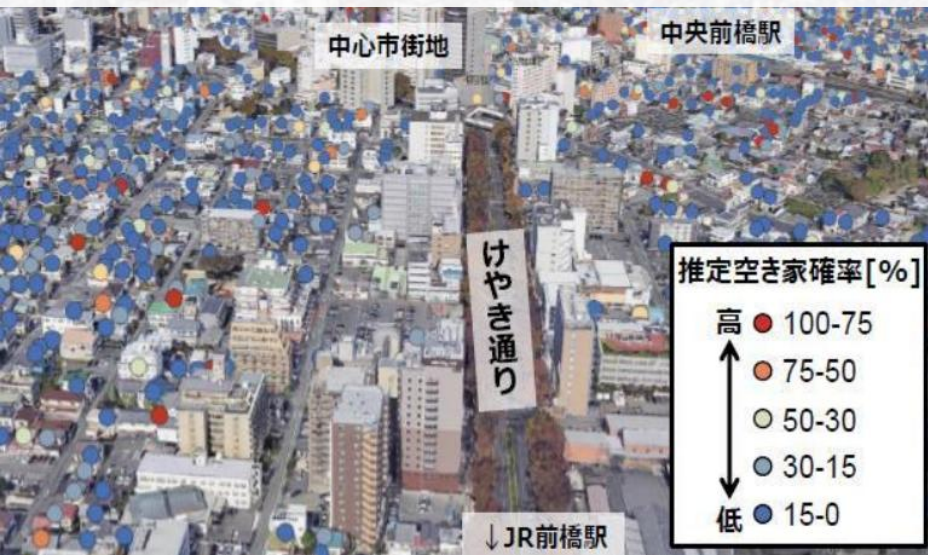 中心市街地
中央前橋駅
けやき通り
推定空き家確率[%]
高 100-75
75-50
50-30
30-15
低 15-0
↓JR前橋駅